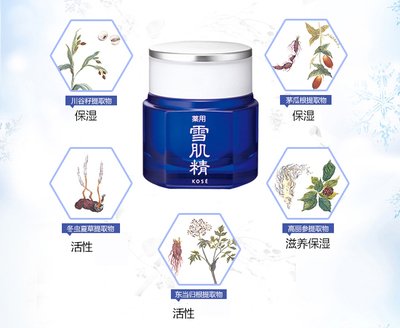 川谷籽提取物
保湿
茅瓜根提取物
保湿
薬用
雪肌精
KOSÉ
冬虫夏草提取物
活性
高丽参提取物
滋养保湿
东当归根提取物
活性